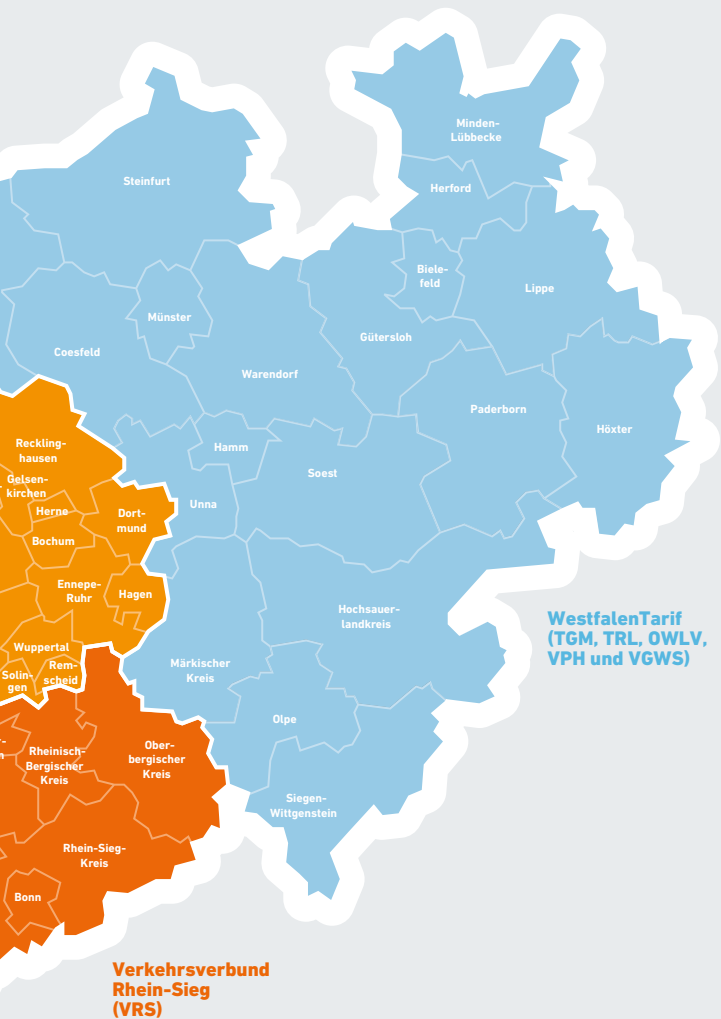 Minden-
Lübbecke
Steinfurt
Herford
Biele-
feld
Lippe
Münster
Gütersloh
Coesfeld
Warendorf
Paderborn
Höxter
Reckling-
hausen
Hamm
Soest
Gelsen-
kirchen
Unna
Herne
Dort-
mund
Bochum
Ennepe-
Ruhr
Hagen
Hochsauer-
landkreis
WestfalenTarif
(TGM, TRL, OWLV,
VPH und VGWS)
Wuppertal
Solin-
gen
Rem-
scheid
Märkischer
Kreis
Olpe
Rheinisch-
Bergischer
Kreis
Ober-
bergischer
Kreis
Siegen-
Wittgenstein
Rhein-Sieg-
Kreis
Bonn
Verkehrsverbund
Rhein-Sieg
(VRS)